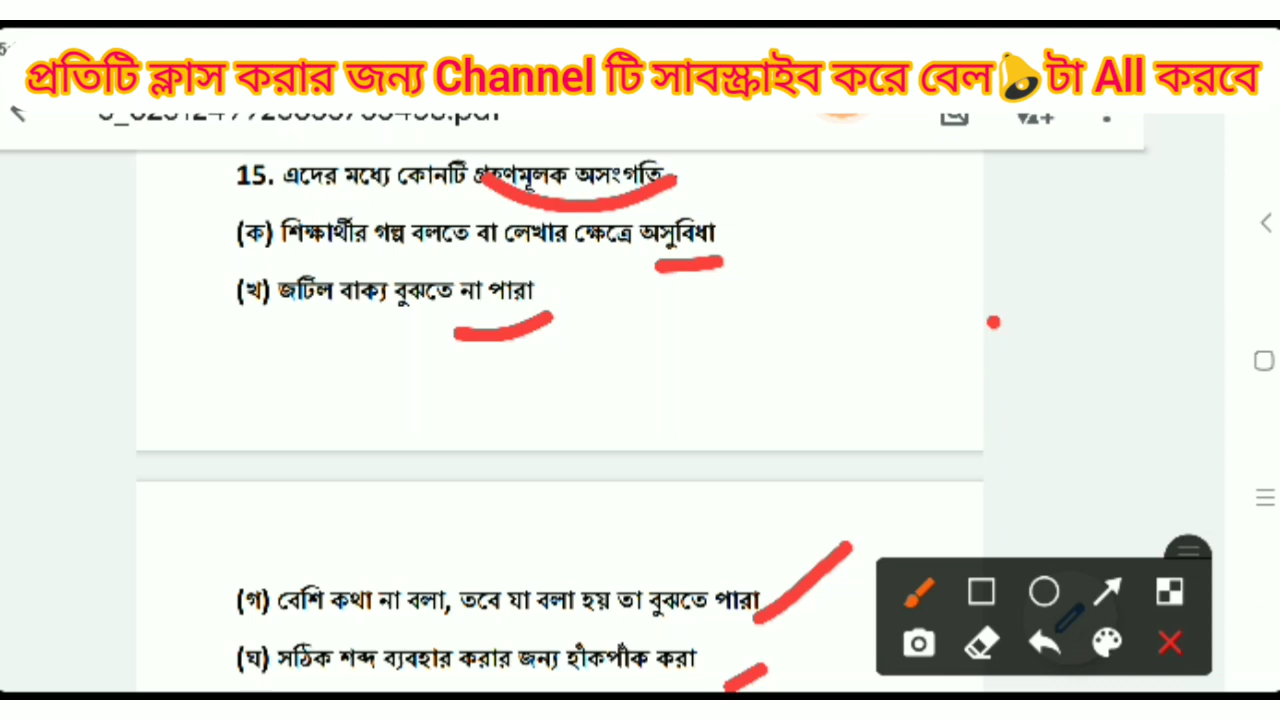 প্রতিটি ক্লাস করার জন্য Channel টি সাবস্ক্রাইব করে বেল🔔টা All করবে
15. এদের মধ্যে কোনটি গ্রহণমূলক অসংগতি
(ক) শিক্ষার্থীর গল্প বলতে বা লেখার ক্ষেত্রে অসুবিধা
(খ) জটিল বাক্য বুঝতে না পারা
(গ) বেশি কথা না বলা, তবে যা বলা হয় তা বুঝতে পারা
(ঘ) সঠিক শব্দ ব্যবহার করার জন্য হাঁকপাঁক করা